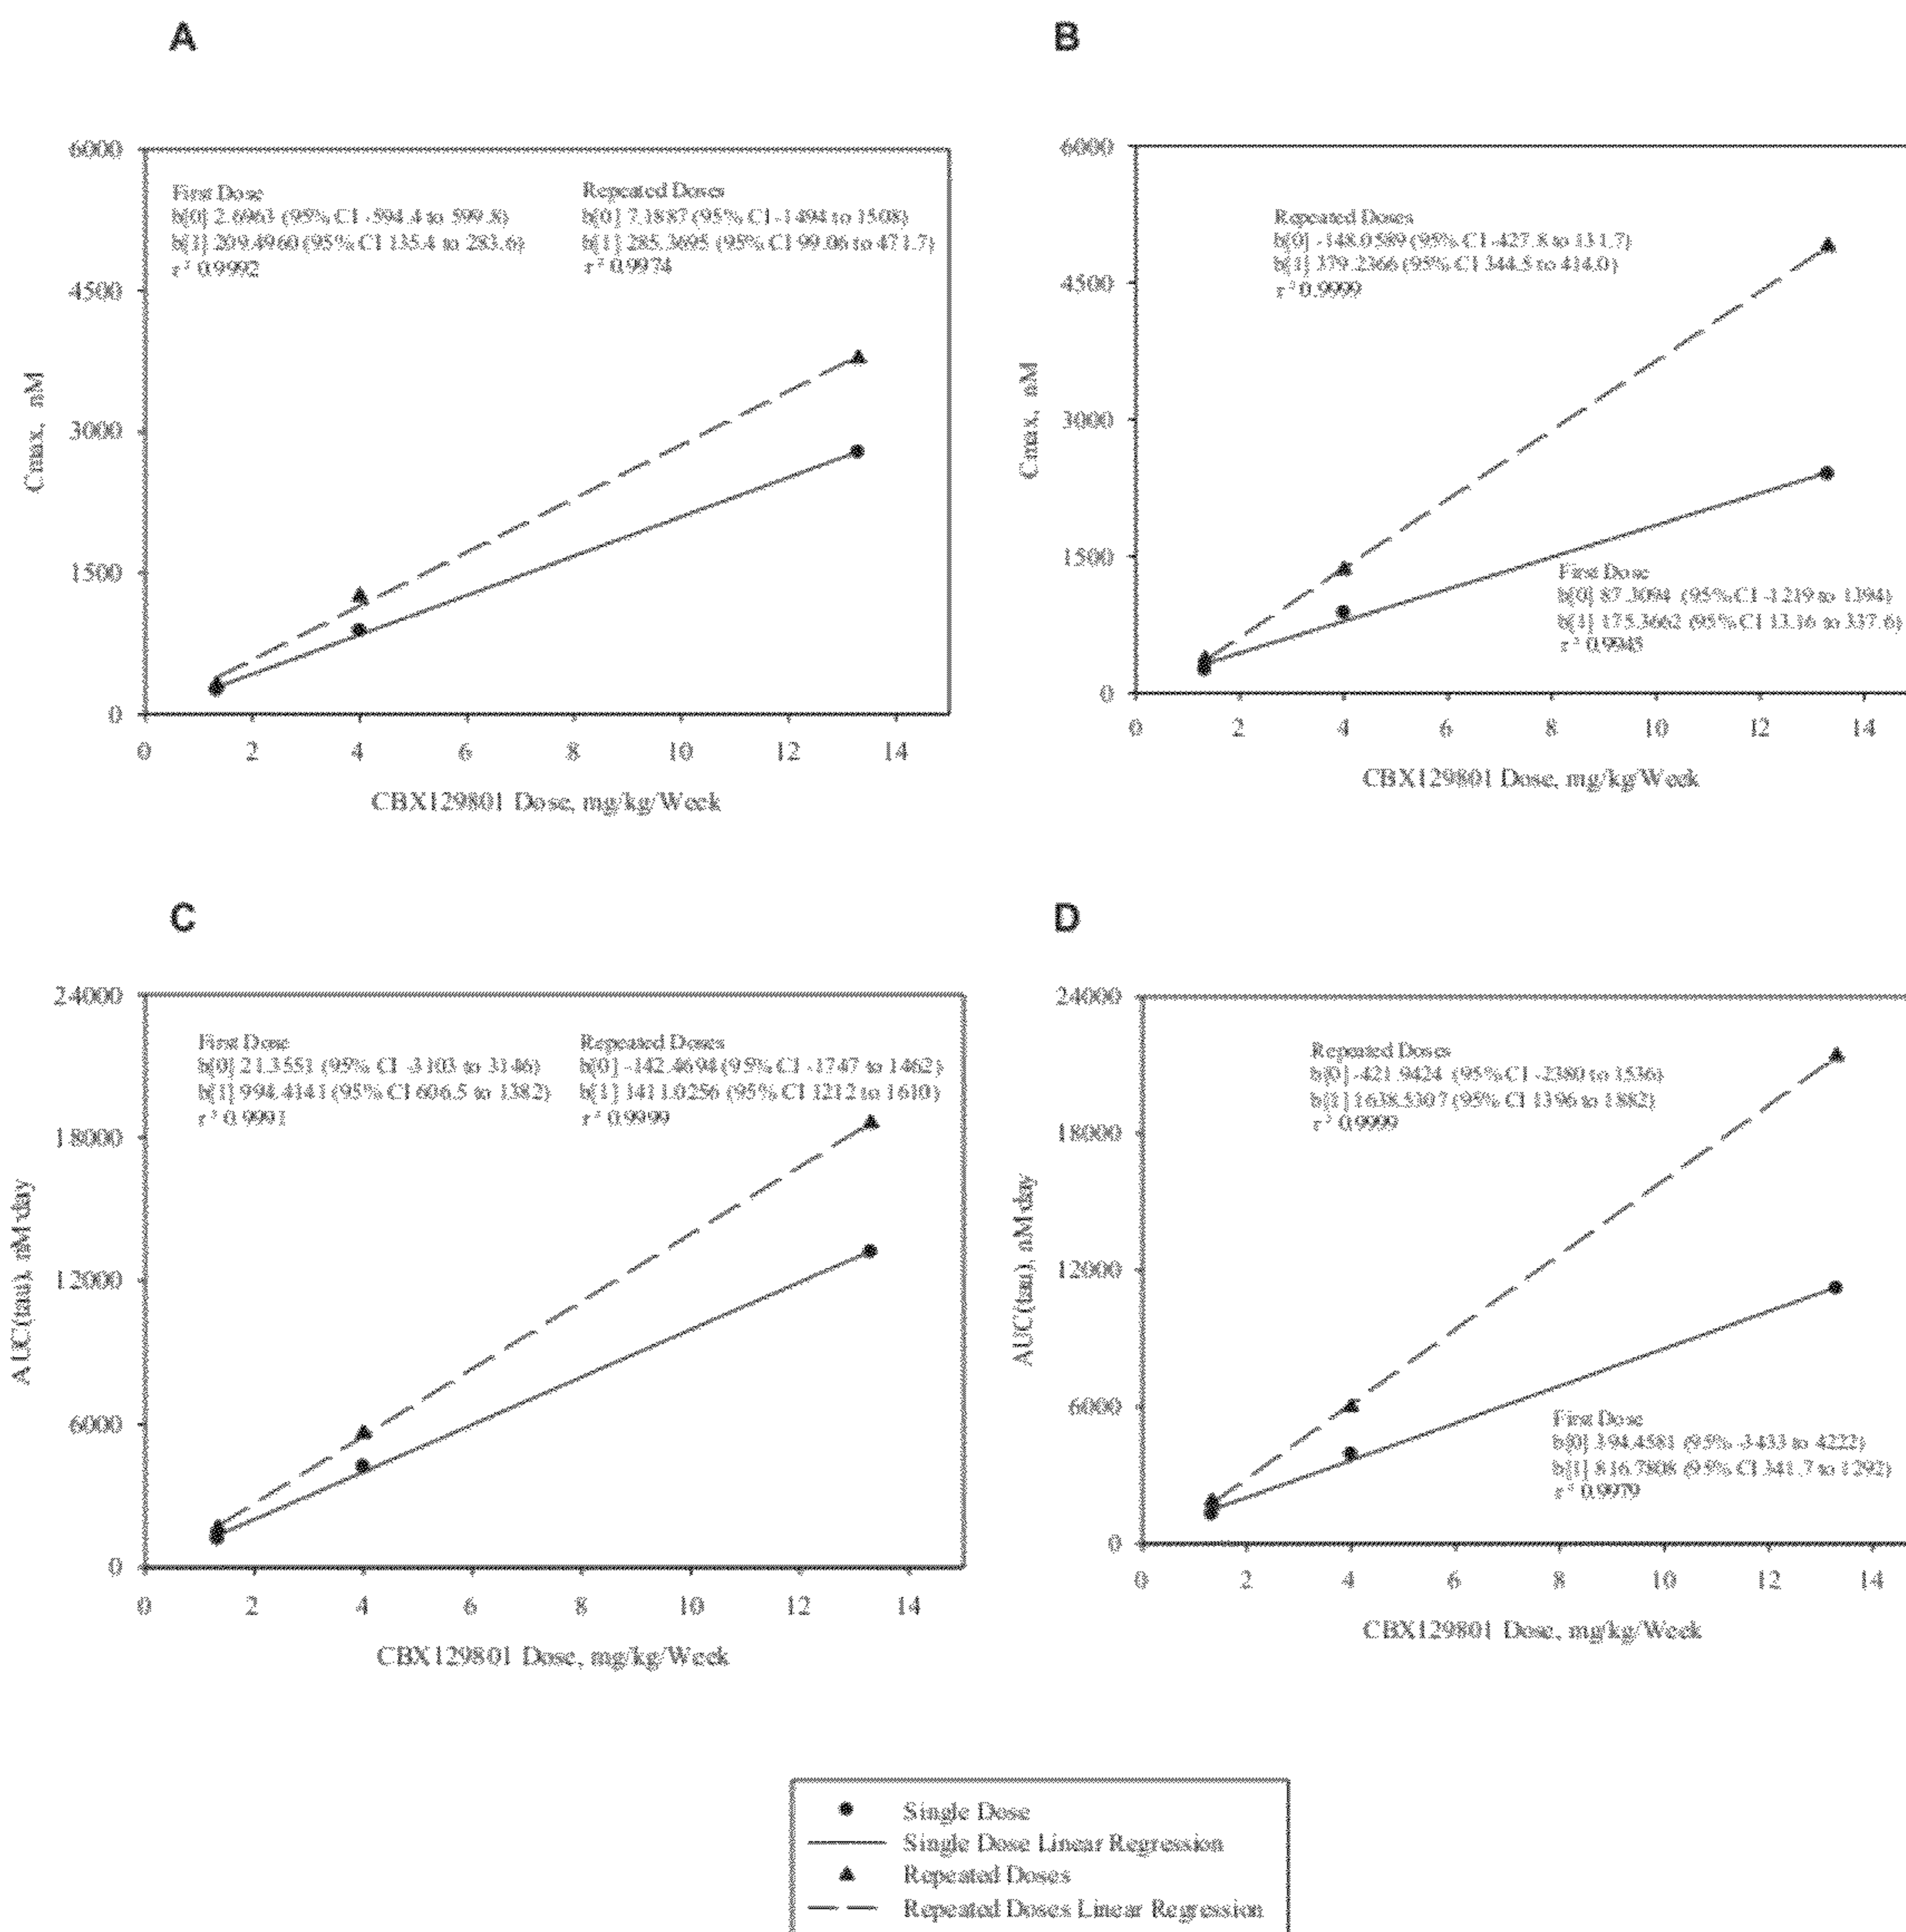 A
6000
4500
3000
1500
0
Cmax, nM
First Dose
b[0] 2.6963 (95% CI -594.4 to 599.8)
b[1] 209.4960 (95% CI 135.4 to 283.6)
r² 0.9992
Repeated Doses
b[0] 7.1887 (95% CI -1494 to 1508)
b[1] 285.3695 (95% CI 99.06 to 471.7)
r² 0.9974
0 2 4 6 8 10 12 14
CBX129801 Dose, mg/kg/Week
B
6000
4500
3000
1500
0
Cmax, nM
Repeated Doses
b[0] -148.0589 (95% CI -427.8 to 131.7)
b[1] 379.2366 (95% CI 344.5 to 414.0)
r² 0.9999
First Dose
b[0] 87.3094 (95% CI -1219 to 1394)
b[1] 175.3662 (95% CI 13.16 to 337.6)
r² 0.9945
0 2 4 6 8 10 12 14
CBX129801 Dose, mg/kg/Week
C
24000
18000
12000
6000
0
AUC(tau), nM·day
First Dose
b[0] 21.3551 (95% CI -3103 to 3146)
b[1] 994.4141 (95% CI 606.5 to 1382)
r² 0.9991
Repeated Doses
b[0] -142.4694 (95% CI -1747 to 1462)
b[1] 1411.0256 (95% CI 1212 to 1610)
r² 0.9999
0 2 4 6 8 10 12 14
CBX129801 Dose, mg/kg/Week
D
24000
18000
12000
6000
0
AUC(tau), nM·day
Repeated Doses
b[0] -421.9424 (95% CI -2380 to 1536)
b[1] 1638.5307 (95% CI 1396 to 1882)
r² 0.9999
First Dose
b[0] 394.4581 (95% -3433 to 4222)
b[1] 816.7808 (95% CI 341.7 to 1292)
r² 0.9979
0 2 4 6 8 10 12 14
CBX129801 Dose, mg/kg/Week
Single Dose
Single Dose Linear Regression
Repeated Doses
Repeated Doses Linear Regression